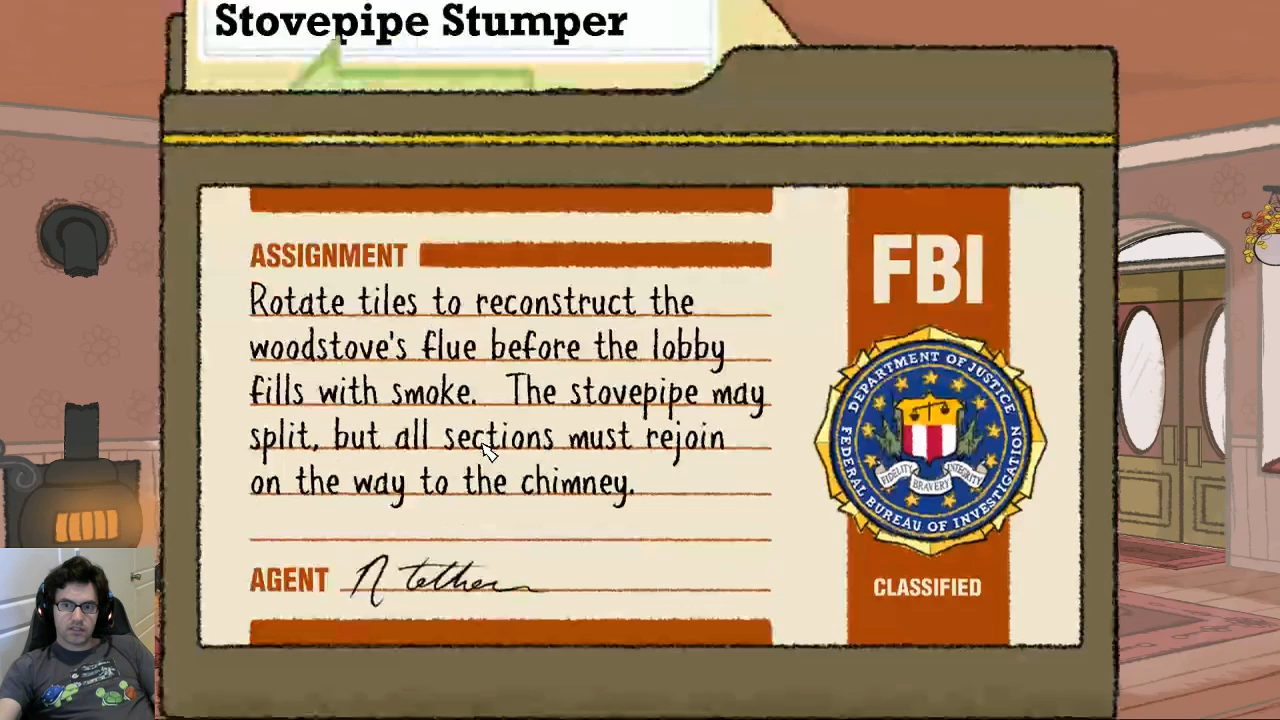 Stovepipe Stumper
ASSIGNMENT
Rotate tiles to reconstruct the
woodstove's flue before the lobby
fills with smoke. The stovepipe may
split, but all sections must rejoin
on the way to the chimney.
AGENT N Tethers
FBI
DEPARTMENT OF JUSTICE
FIDELITY BRAVERY INTEGRITY
FEDERAL BUREAU OF INVESTIGATION
CLASSIFIED